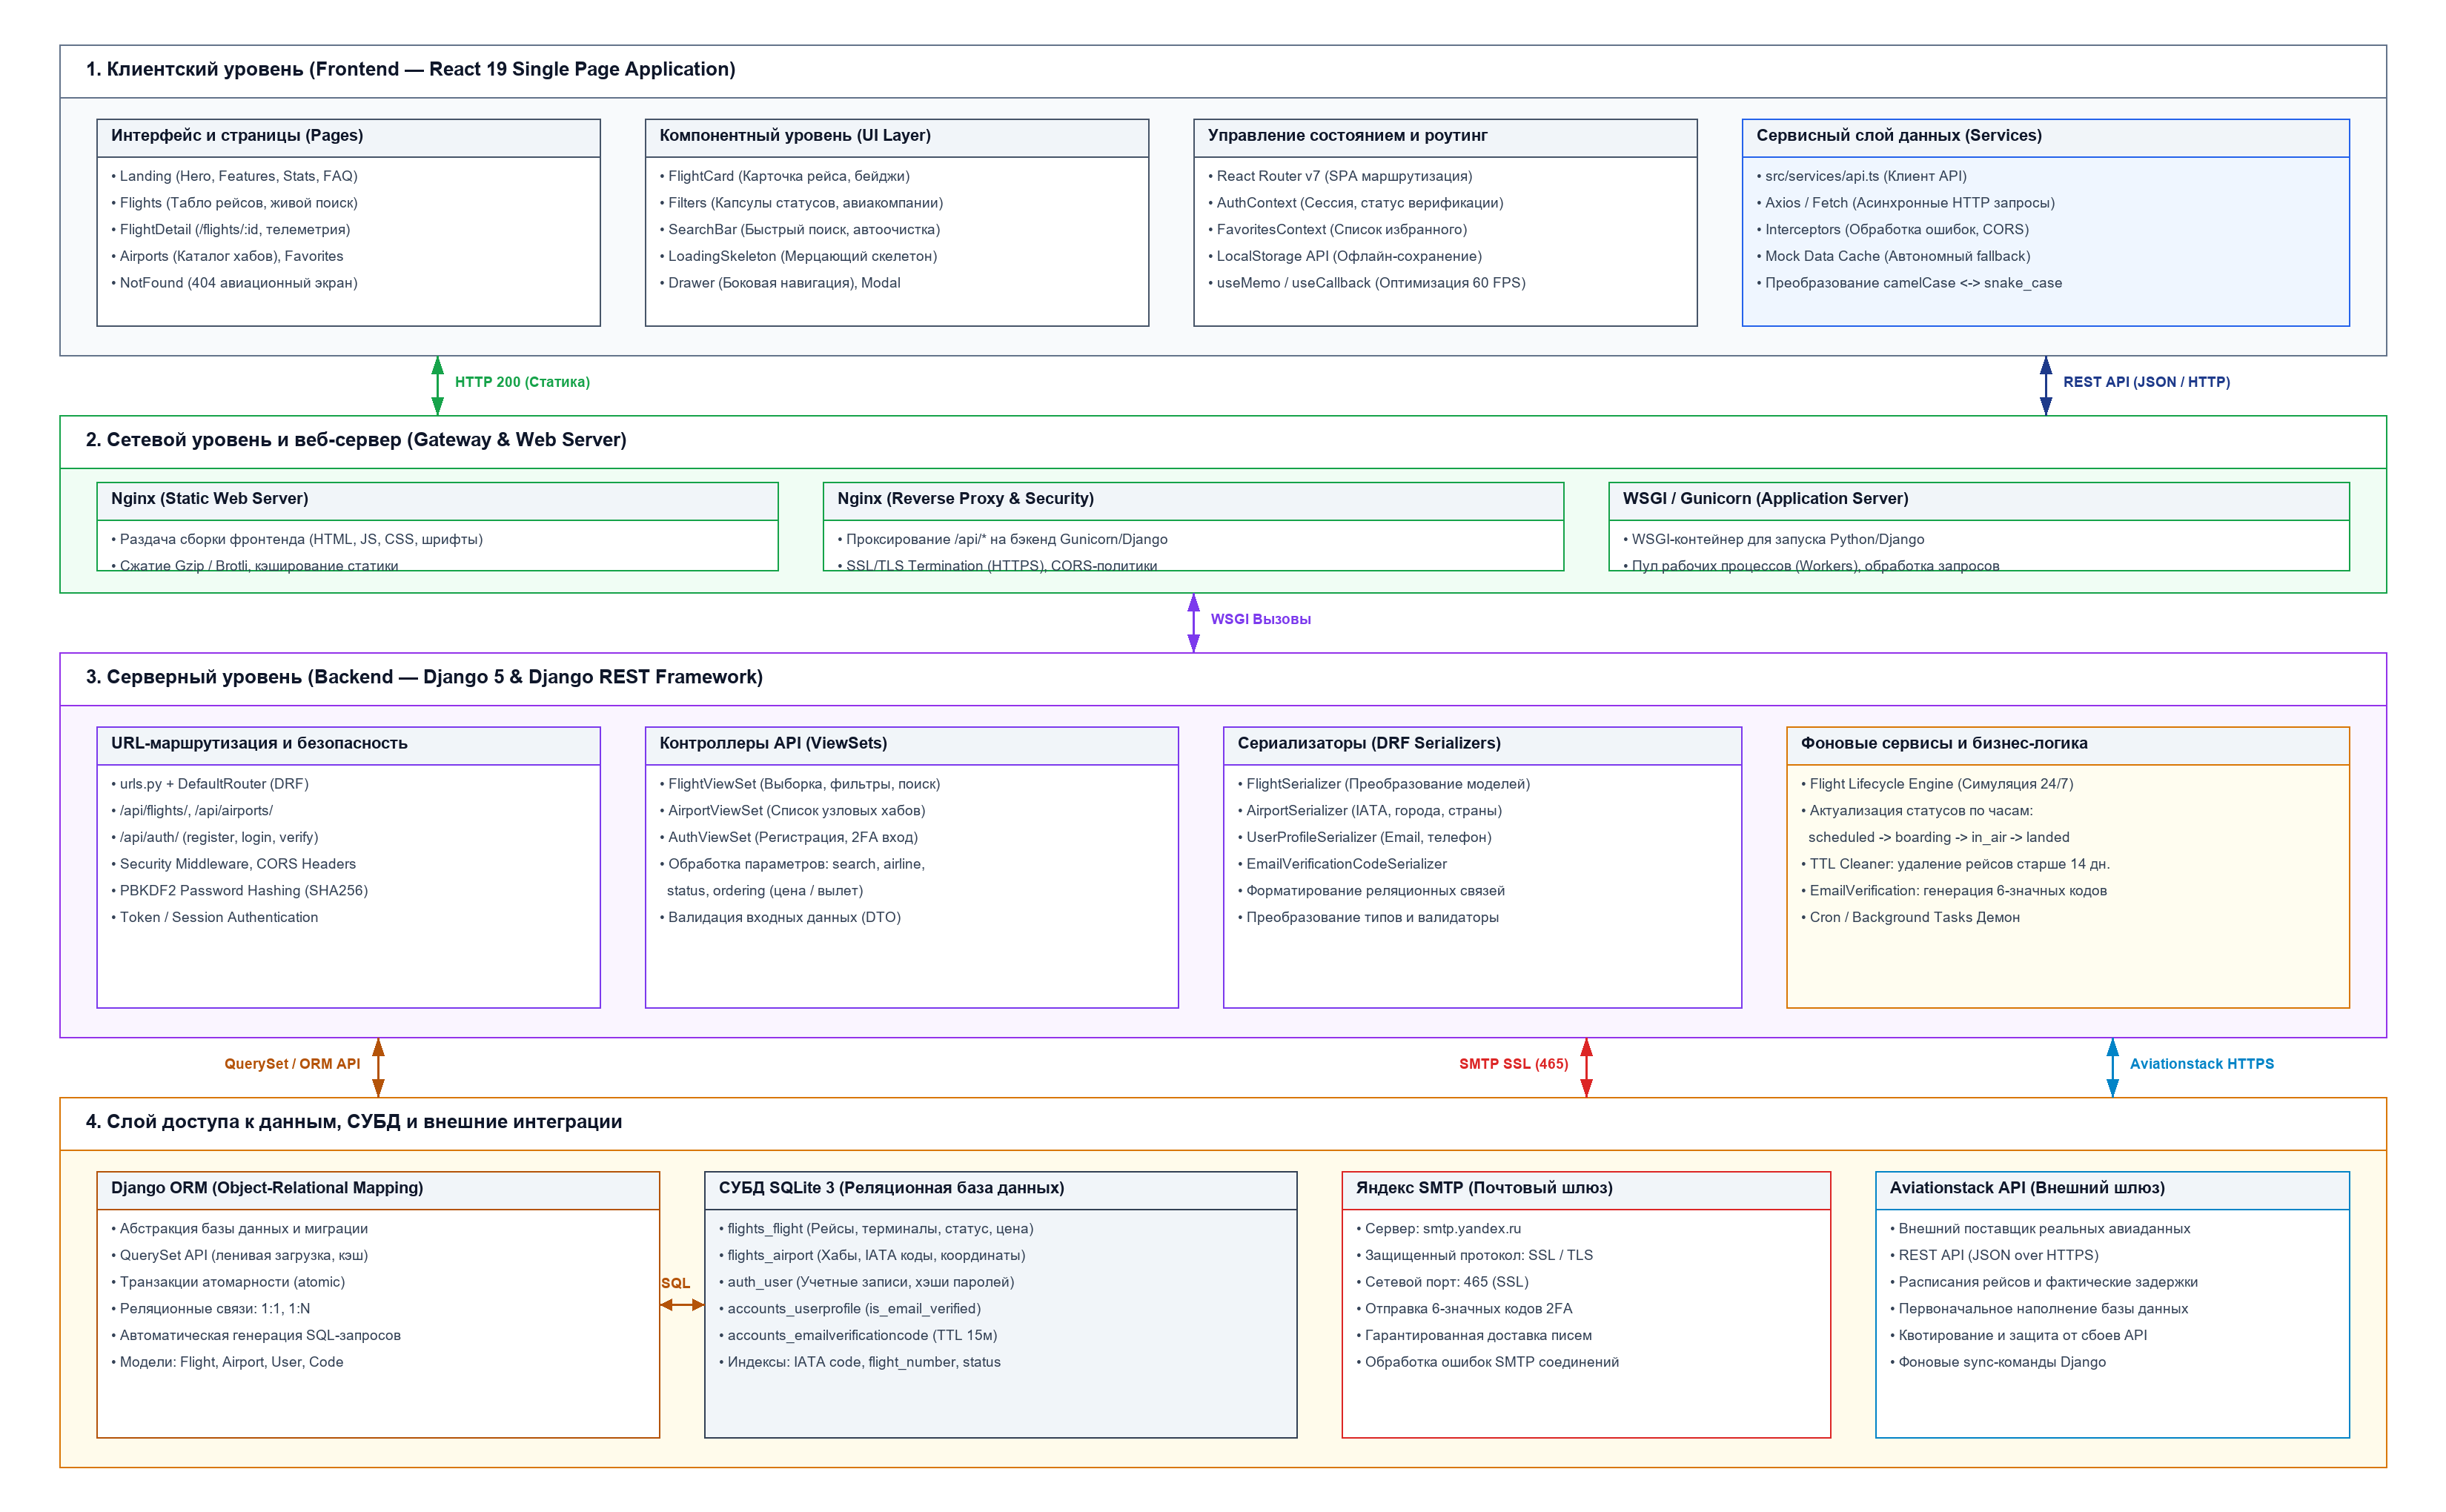 1. Клиентский уровень (Frontend — React 19 Single Page Application)
Интерфейс и страницы (Pages)
• Landing (Hero, Features, Stats, FAQ)
• Flights (Табло рейсов, живой поиск)
• FlightDetail (/flights/:id, телеметрия)
• Airports (Каталог хабов), Favorites
• NotFound (404 авиационный экран)
Компонентный уровень (UI Layer)
• FlightCard (Карточка рейса, бейджи)
• Filters (Капсулы статусов, авиакомпании)
• SearchBar (Быстрый поиск, автоочистка)
• LoadingSkeleton (Мерцающий скелетон)
• Drawer (Боковая навигация), Modal
Управление состоянием и роутинг
• React Router v7 (SPA маршрутизация)
• AuthContext (Сессия, статус верификации)
• FavoritesContext (Список избранного)
• LocalStorage API (Офлайн-сохранение)
• useMemo / useCallback (Оптимизация 60 FPS)
Сервисный слой данных (Services)
• src/services/api.ts (Клиент API)
• Axios / Fetch (Асинхронные HTTP запросы)
• Interceptors (Обработка ошибок, CORS)
• Mock Data Cache (Автономный fallback)
• Преобразование camelCase <-> snake_case
HTTP 200 (Статика)
REST API (JSON / HTTP)
2. Сетевой уровень и веб-сервер (Gateway & Web Server)
Nginx (Static Web Server)
• Раздача сборки фронтенда (HTML, JS, CSS, шрифты)
• Сжатие Gzip / Brotli, кэширование статики
Nginx (Reverse Proxy & Security)
• Проксирование /api/* на бэкенд Gunicorn/Django
• SSL/TLS Termination (HTTPS), CORS-политики
WSGI / Gunicorn (Application Server)
• WSGI-контейнер для запуска Python/Django
• Пул рабочих процессов (Workers), обработка запросов
WSGI Вызовы
3. Серверный уровень (Backend — Django 5 & Django REST Framework)
URL-маршрутизация и безопасность
• urls.py + DefaultRouter (DRF)
• /api/flights/, /api/airports/
• /api/auth/ (register, login, verify)
• Security Middleware, CORS Headers
• PBKDF2 Password Hashing (SHA256)
• Token / Session Authentication
Контроллеры API (ViewSets)
• FlightViewSet (Выборка, фильтры, поиск)
• AirportViewSet (Список узловых хабов)
• AuthViewSet (Регистрация, 2FA вход)
• Обработка параметров: search, airline,
status, ordering (цена / вылет)
• Валидация входных данных (DTO)
Сериализаторы (DRF Serializers)
• FlightSerializer (Преобразование моделей)
• AirportSerializer (IATA, города, страны)
• UserProfileSerializer (Email, телефон)
• EmailVerificationCodeSerializer
• Форматирование реляционных связей
• Преобразование типов и валидаторы
Фоновые сервисы и бизнес-логика
• Flight Lifecycle Engine (Симуляция 24/7)
• Актуализация статусов по часам:
scheduled -> boarding -> in_air -> landed
• TTL Cleaner: удаление рейсов старше 14 дн.
• EmailVerification: генерация 6-значных кодов
• Cron / Background Tasks Демон
QuerySet / ORM API
SMTP SSL (465)
Aviationstack HTTPS
4. Слой доступа к данным, СУБД и внешние интеграции
Django ORM (Object-Relational Mapping)
• Абстракция базы данных и миграции
• QuerySet API (ленивая загрузка, кэш)
• Транзакции атомарности (atomic)
• Реляционные связи: 1:1, 1:N
• Автоматическая генерация SQL-запросов
• Модели: Flight, Airport, User, Code
SQL
СУБД SQLite 3 (Реляционная база данных)
• flights_flight (Рейсы, терминалы, статус, цена)
• flights_airport (Хабы, IATA коды, координаты)
• auth_user (Учетные записи, хэши паролей)
• accounts_userprofile (is_email_verified)
• accounts_emailverificationcode (TTL 15м)
• Индексы: IATA code, flight_number, status
Яндекс SMTP (Почтовый шлюз)
• Сервер: smtp.yandex.ru
• Защищенный протокол: SSL / TLS
• Сетевой порт: 465 (SSL)
• Отправка 6-значных кодов 2FA
• Гарантированная доставка писем
• Обработка ошибок SMTP соединений
Aviationstack API (Внешний шлюз)
• Внешний поставщик реальных авиаданных
• REST API (JSON over HTTPS)
• Расписания рейсов и фактические задержки
• Первоначальное наполнение базы данных
• Квотирование и защита от сбоев API
• Фоновые sync-команды Django